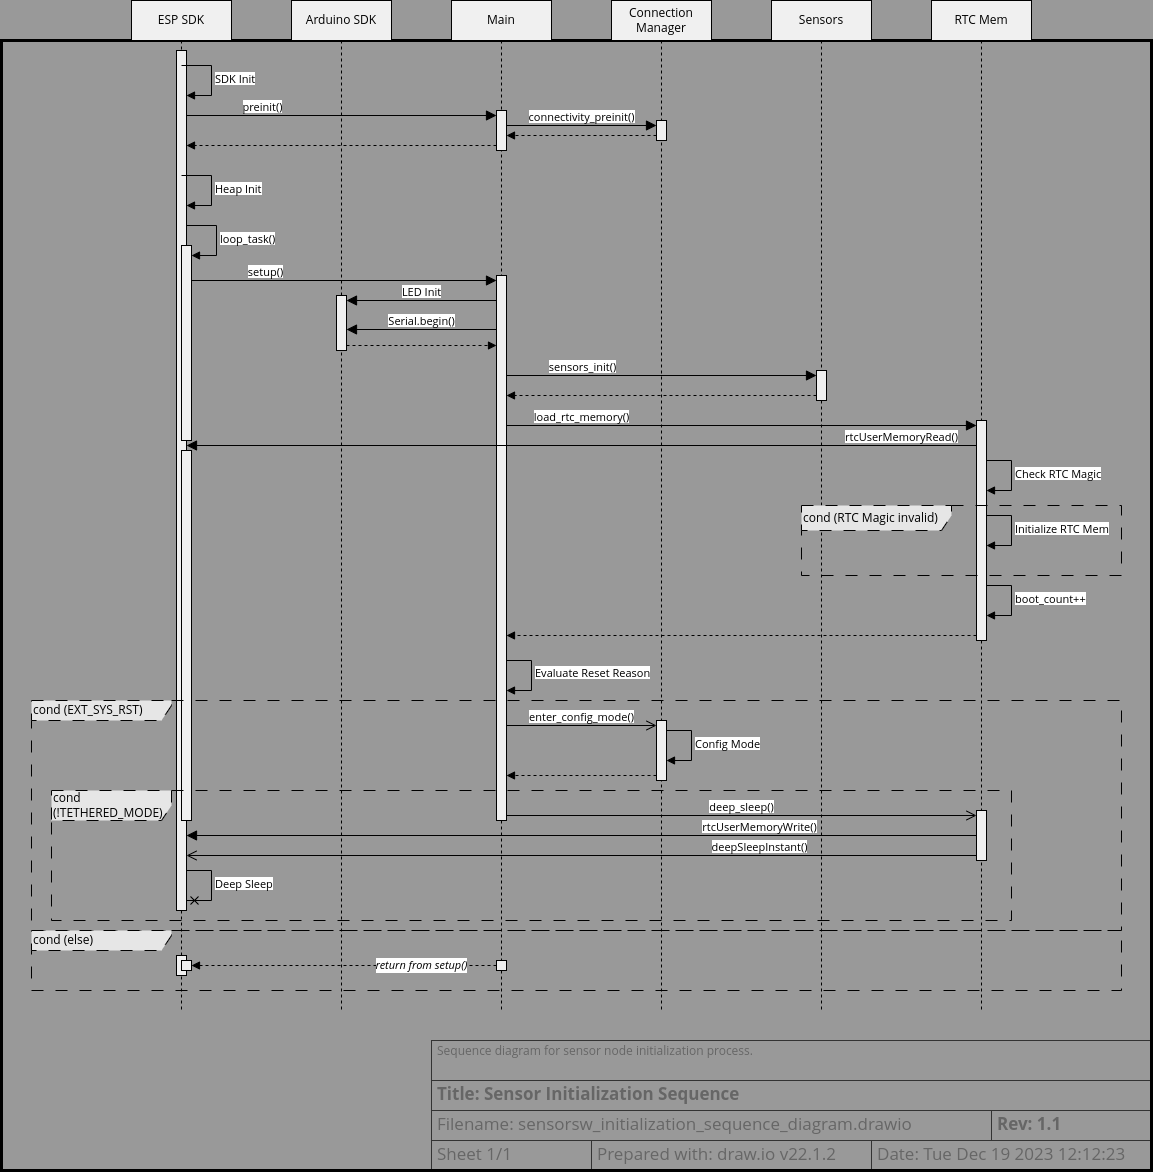 ESP SDK
Arduino SDK
Main
Connection
Manager
Sensors
RTC Mem
SDK Init
preinit()
connectivity_preinit()
Heap Init
loop_task()
setup()
LED Init
Serial.begin()
sensors_init()
load_rtc_memory()
rtcUserMemoryRead()
Check RTC Magic
cond (RTC Magic invalid)
Initialize RTC Mem
boot_count++
Evaluate Reset Reason
cond (EXT_SYS_RST)
enter_config_mode()
Config Mode
cond
(!TETHERED_MODE)
deep_sleep()
rtcUserMemoryWrite()
deepSleepInstant()
Deep Sleep
cond (else)
return from setup()
Sequence diagram for sensor node initialization process.
Title: Sensor Initialization Sequence
Filename: sensorsw_initialization_sequence_diagram.drawio
Rev: 1.1
Sheet 1/1
Prepared with: draw.io v22.1.2
Date: Tue Dec 19 2023 12:12:23